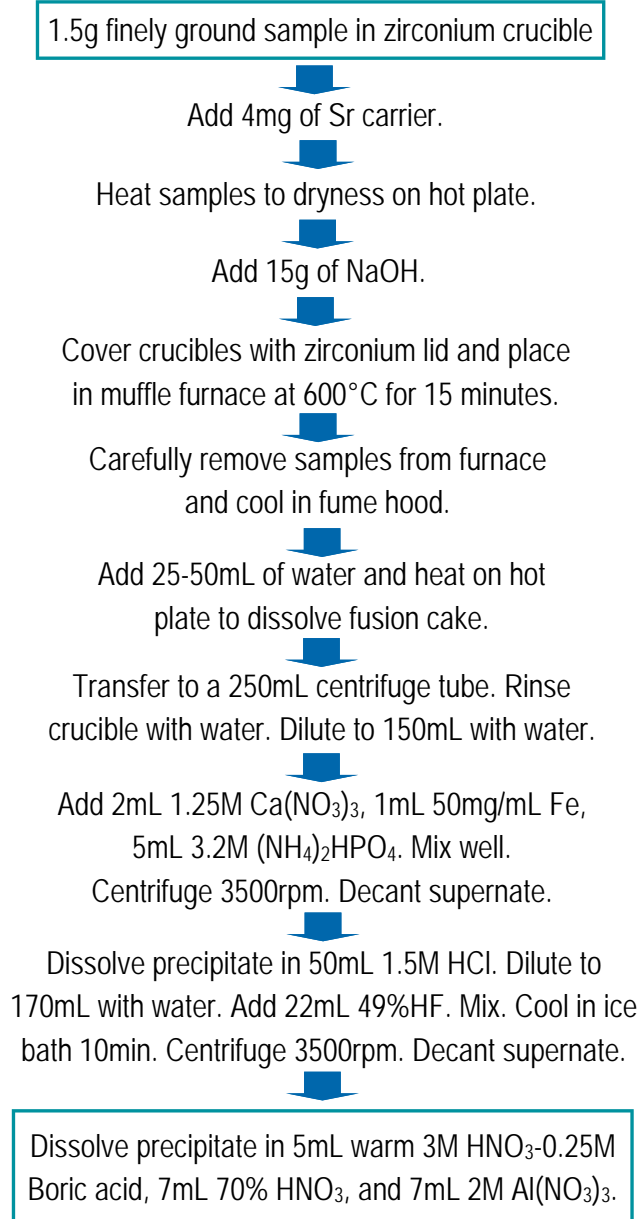 1.5g finely ground sample in zirconium crucible
Add 4mg of Sr carrier.
Heat samples to dryness on hot plate.
Add 15g of NaOH.
Cover crucibles with zirconium lid and place
in muffle furnace at 600°C for 15 minutes.
Carefully remove samples from furnace
and cool in fume hood.
Add 25-50mL of water and heat on hot
plate to dissolve fusion cake.
Transfer to a 250mL centrifuge tube. Rinse
crucible with water. Dilute to 150mL with water.
Add 2mL 1.25M Ca(NO₃)₃, 1mL 50mg/mL Fe,
5mL 3.2M (NH₄)₂HPO₄. Mix well.
Centrifuge 3500rpm. Decant supernate.
Dissolve precipitate in 50mL 1.5M HCl. Dilute to
170mL with water. Add 22mL 49%HF. Mix. Cool in ice
bath 10min. Centrifuge 3500rpm. Decant supernate.
Dissolve precipitate in 5mL warm 3M HNO₃-0.25M
Boric acid, 7mL 70% HNO₃, and 7mL 2M Al(NO₃)₃.